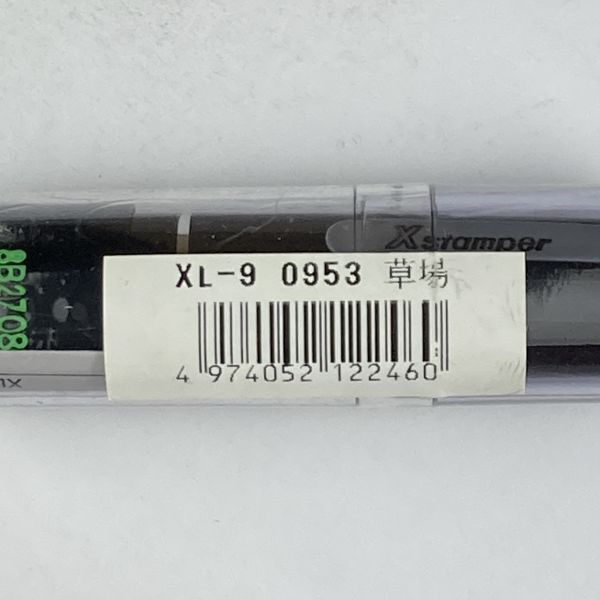 Xstamper
XL-9 0953 草場
4 974052 122460
8B2708